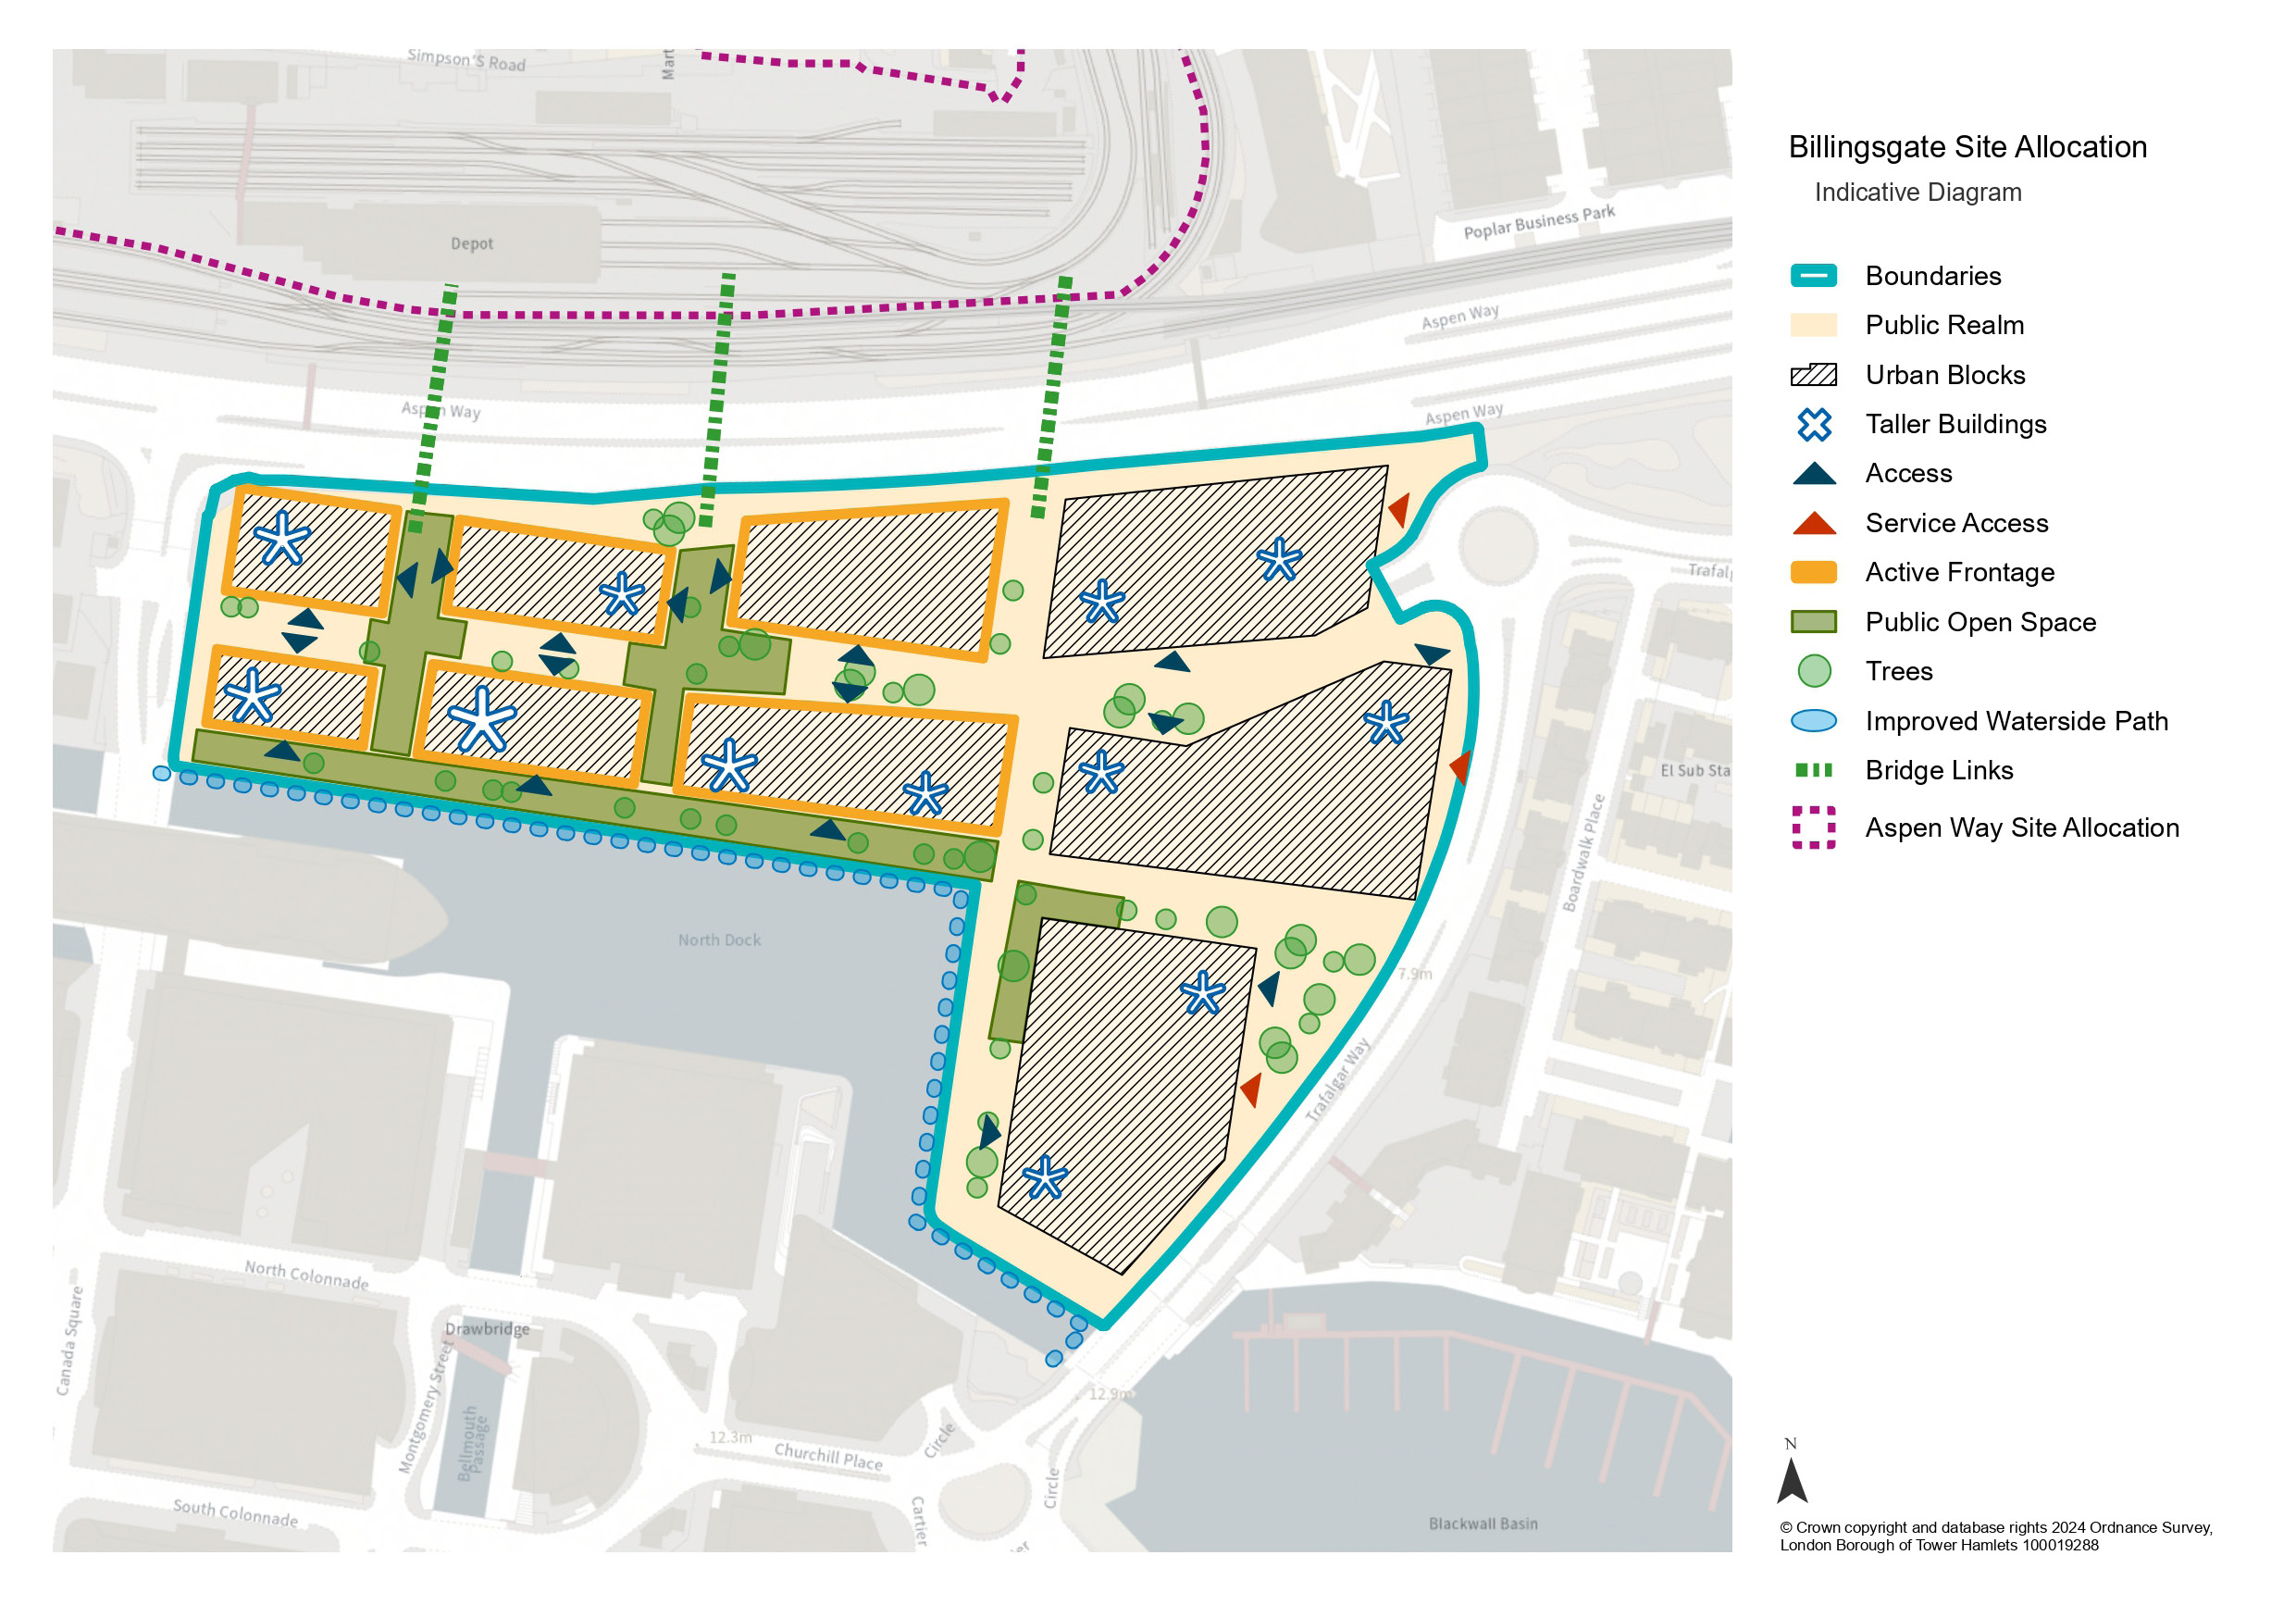 Simpson'S Road
Mart
Depot
Poplar Business Park
Aspen Way
Aspen Way
Aspen Way
Trafalg
El Sub Sta
Boardwalk Place
North Dock
7.9m
Trafalgar Way
North Colonnade
Canada Square
Drawbridge
Montgomery Street
Bellmouth
Passage
12.9m
12.3m
Churchill Place
Circle
Circle
Cartier
South Colonnade
Blackwall Basin
Billingsgate Site Allocation
Indicative Diagram
Boundaries
Public Realm
Urban Blocks
Taller Buildings
Access
Service Access
Active Frontage
Public Open Space
Trees
Improved Waterside Path
Bridge Links
Aspen Way Site Allocation
N
© Crown copyright and database rights 2024 Ordnance Survey,
London Borough of Tower Hamlets 100019288